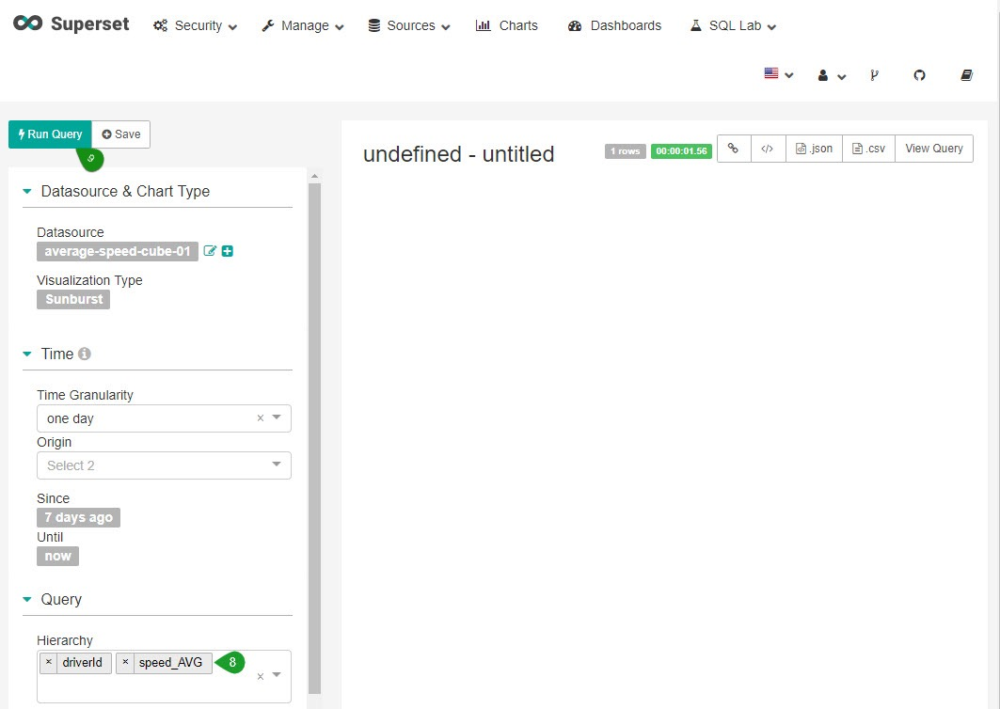 Superset Security Manage Sources Charts Dashboards SQL Lab
Run Query Save
9
undefined - untitled 1 rows 00:00:01.56 </> .json .csv View Query
Datasource & Chart Type
Datasource
average-speed-cube-01
Visualization Type
Sunburst
Time
Time Granularity
one day ×
Origin
Select 2
Since
7 days ago
Until
now
Query
Hierarchy
× driverId × speed_AVG 8
×